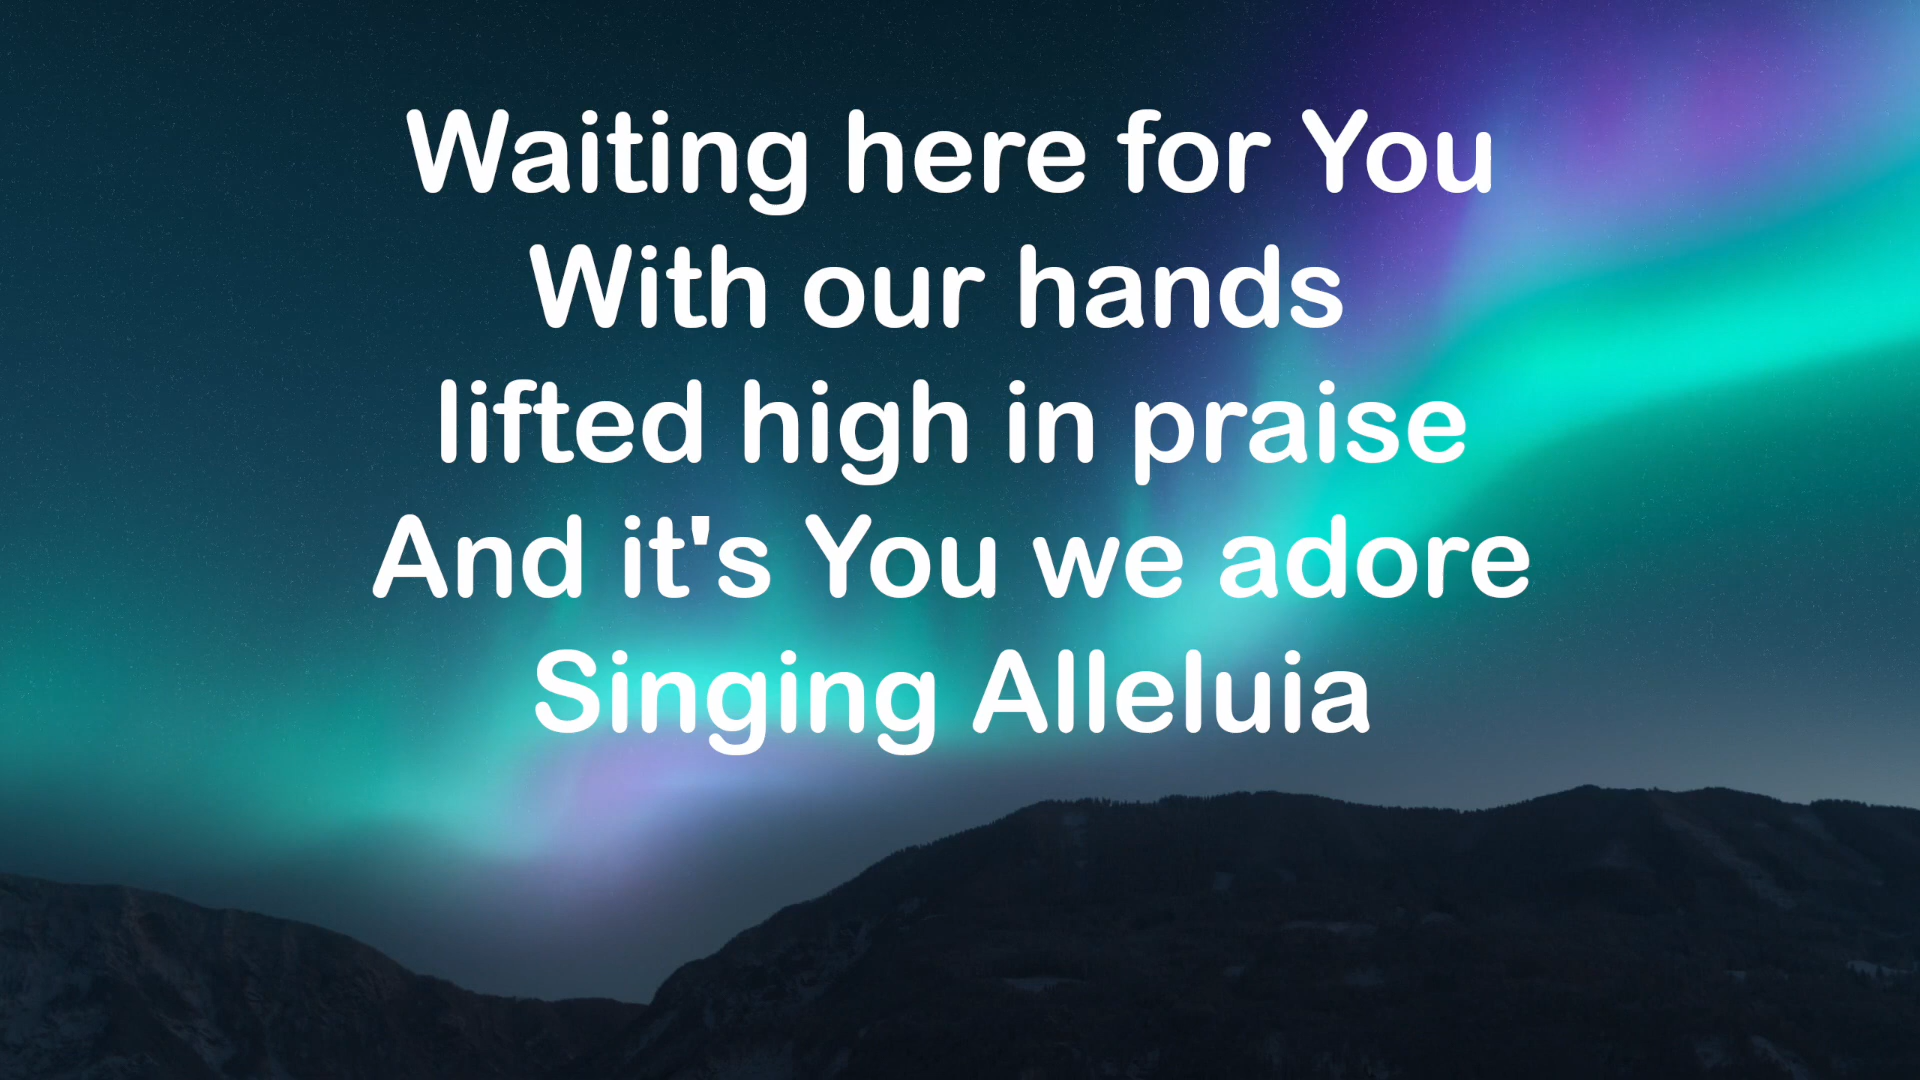 Waiting here for You
With our hands
lifted high in praise
And it's You we adore
Singing Alleluia